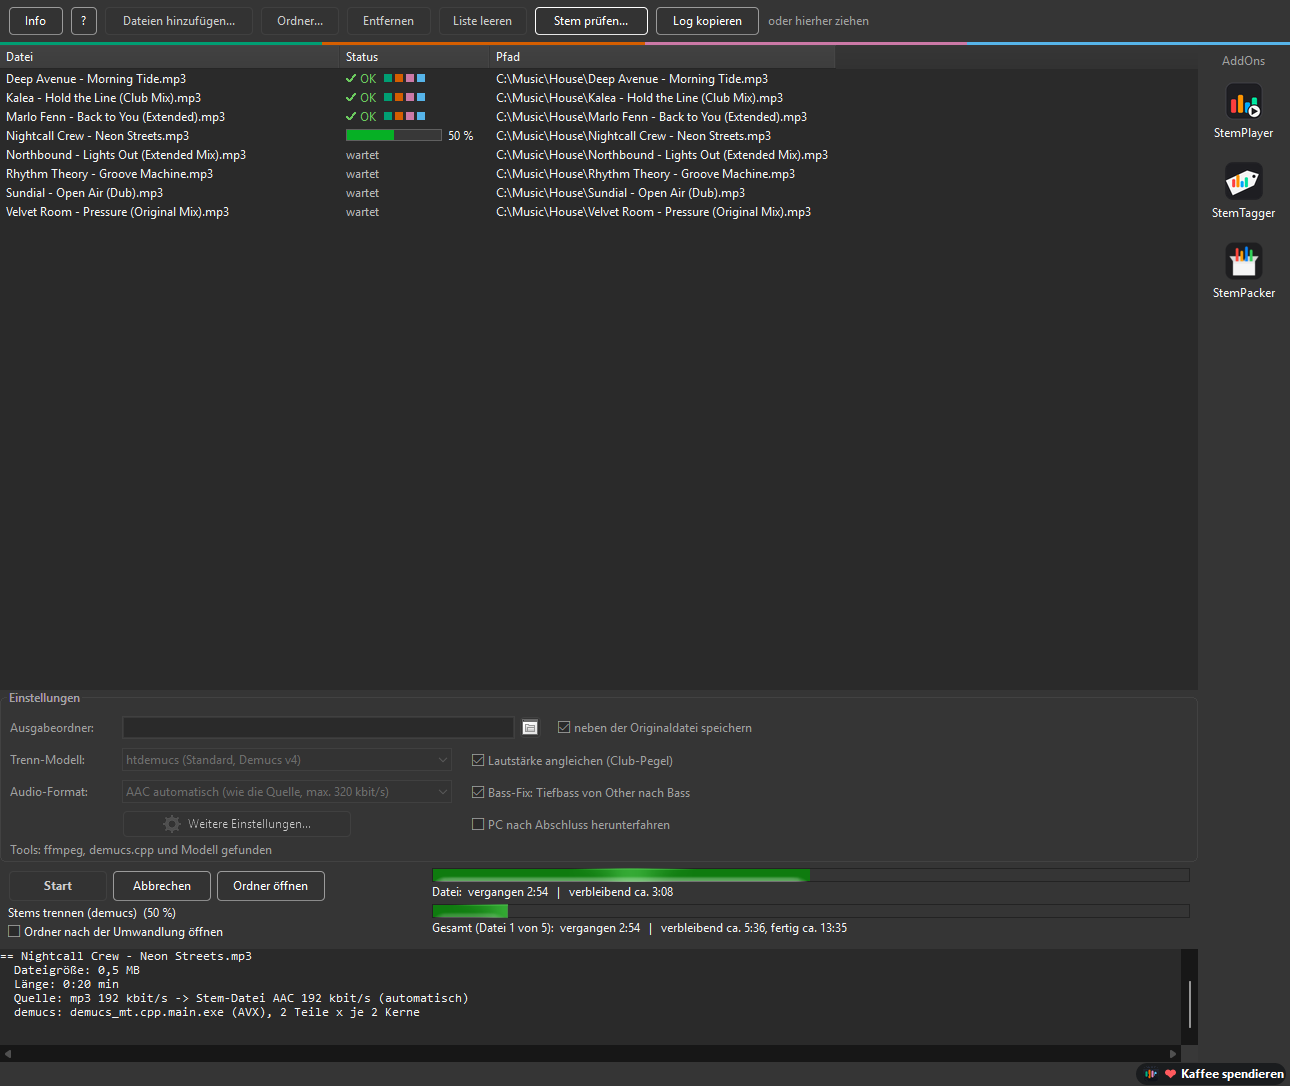 Info ? Dateien hinzufügen... Ordner... Entfernen Liste leeren Stem prüfen... Log kopieren oder hierher ziehen
Datei Status Pfad
Deep Avenue - Morning Tide.mp3 OK C:\Music\House\Deep Avenue - Morning Tide.mp3
Kalea - Hold the Line (Club Mix).mp3 OK C:\Music\House\Kalea - Hold the Line (Club Mix).mp3
Marlo Fenn - Back to You (Extended).mp3 OK C:\Music\House\Marlo Fenn - Back to You (Extended).mp3
Nightcall Crew - Neon Streets.mp3 50 % C:\Music\House\Nightcall Crew - Neon Streets.mp3
Northbound - Lights Out (Extended Mix).mp3 wartet C:\Music\House\Northbound - Lights Out (Extended Mix).mp3
Rhythm Theory - Groove Machine.mp3 wartet C:\Music\House\Rhythm Theory - Groove Machine.mp3
Sundial - Open Air (Dub).mp3 wartet C:\Music\House\Sundial - Open Air (Dub).mp3
Velvet Room - Pressure (Original Mix).mp3 wartet C:\Music\House\Velvet Room - Pressure (Original Mix).mp3
AddOns
StemPlayer
StemTagger
StemPacker
Einstellungen
Ausgabeordner: neben der Originaldatei speichern
Trenn-Modell: htdemucs (Standard, Demucs v4) Lautstärke angleichen (Club-Pegel)
Audio-Format: AAC automatisch (wie die Quelle, max. 320 kbit/s) Bass-Fix: Tiefbass von Other nach Bass
Weitere Einstellungen... PC nach Abschluss herunterfahren
Tools: ffmpeg, demucs.cpp und Modell gefunden
Start Abbrechen Ordner öffnen
Datei: vergangen 2:54 | verbleibend ca. 3:08
Stems trennen (demucs) (50 %)
Gesamt (Datei 1 von 5): vergangen 2:54 | verbleibend ca. 5:36, fertig ca. 13:35
Ordner nach der Umwandlung öffnen
== Nightcall Crew - Neon Streets.mp3
Dateigröße: 0,5 MB
Länge: 0:20 min
Quelle: mp3 192 kbit/s -> Stem-Datei AAC 192 kbit/s (automatisch)
demucs: demucs_mt.cpp.main.exe (AVX), 2 Teile x je 2 Kerne
Kaffee spendieren